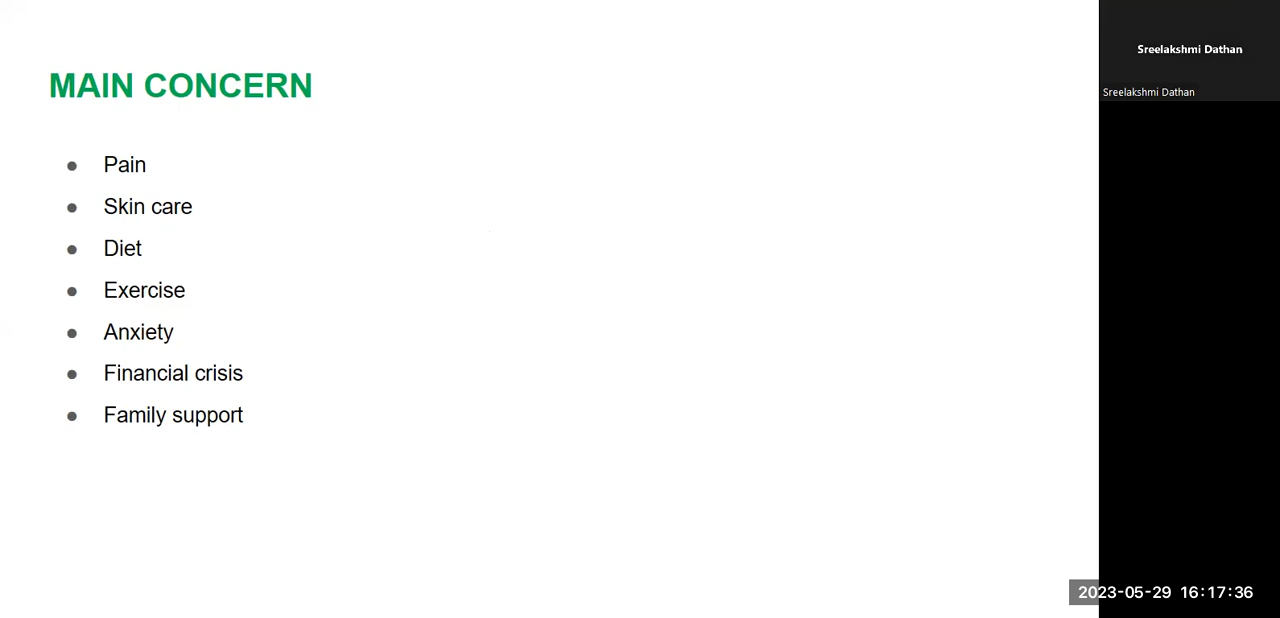 MAIN CONCERN
● Pain
● Skin care
● Diet
● Exercise
● Anxiety
● Financial crisis
● Family support
Sreelakshmi Dathan
Sreelakshmi Dathan
2023-05-29 16:17:36